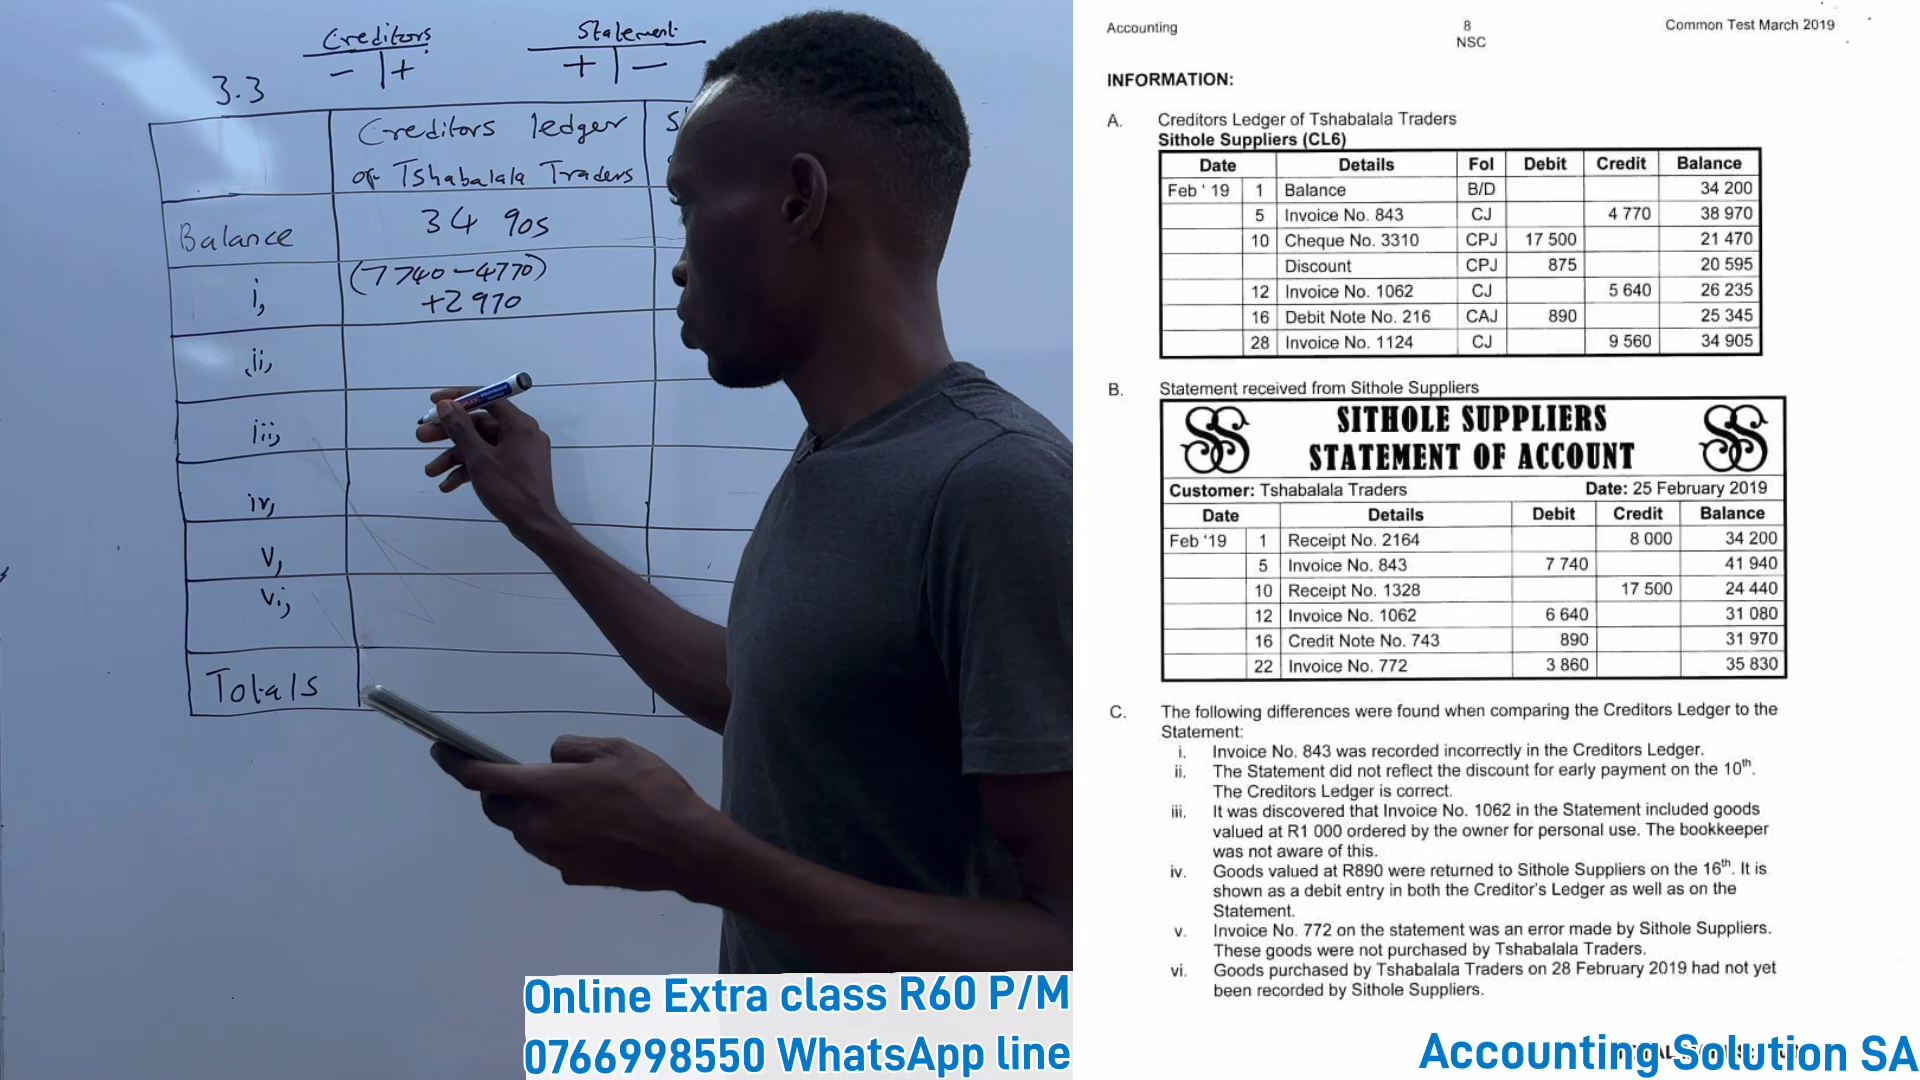 Creditors
- +
Statement
+ -
3.3
Creditors ledger
of Tshabalala Traders
Balance
34 905
i,
(7740-4770)
+2970
ii,
iii,
iv,
v,
vi,
Totals
Online Extra class R60 P/M
0766998550 WhatsApp line
Accounting 8 Common Test March 2019
NSC
INFORMATION:
A. Creditors Ledger of Tshabalala Traders
Sithole Suppliers (CL6)
Date Details Fol Debit Credit Balance
Feb ' 19 1 Balance B/D 34 200
5 Invoice No. 843 CJ 4 770 38 970
10 Cheque No. 3310 CPJ 17 500 21 470
Discount CPJ 875 20 595
12 Invoice No. 1062 CJ 5 640 26 235
16 Debit Note No. 216 CAJ 890 25 345
28 Invoice No. 1124 CJ 9 560 34 905
B. Statement received from Sithole Suppliers
SITHOLE SUPPLIERS
STATEMENT OF ACCOUNT
Customer: Tshabalala Traders Date: 25 February 2019
Date Details Debit Credit Balance
Feb '19 1 Receipt No. 2164 8 000 34 200
5 Invoice No. 843 7 740 41 940
10 Receipt No. 1328 17 500 24 440
12 Invoice No. 1062 6 640 31 080
16 Credit Note No. 743 890 31 970
22 Invoice No. 772 3 860 35 830
C. The following differences were found when comparing the Creditors Ledger to the
Statement:
i. Invoice No. 843 was recorded incorrectly in the Creditors Ledger.
ii. The Statement did not reflect the discount for early payment on the 10th.
The Creditors Ledger is correct.
iii. It was discovered that Invoice No. 1062 in the Statement included goods
valued at R1 000 ordered by the owner for personal use. The bookkeeper
was not aware of this.
iv. Goods valued at R890 were returned to Sithole Suppliers on the 16th. It is
shown as a debit entry in both the Creditor's Ledger as well as on the
Statement.
v. Invoice No. 772 on the statement was an error made by Sithole Suppliers.
These goods were not purchased by Tshabalala Traders.
vi. Goods purchased by Tshabalala Traders on 28 February 2019 had not yet
been recorded by Sithole Suppliers.
Accounting Solution SA